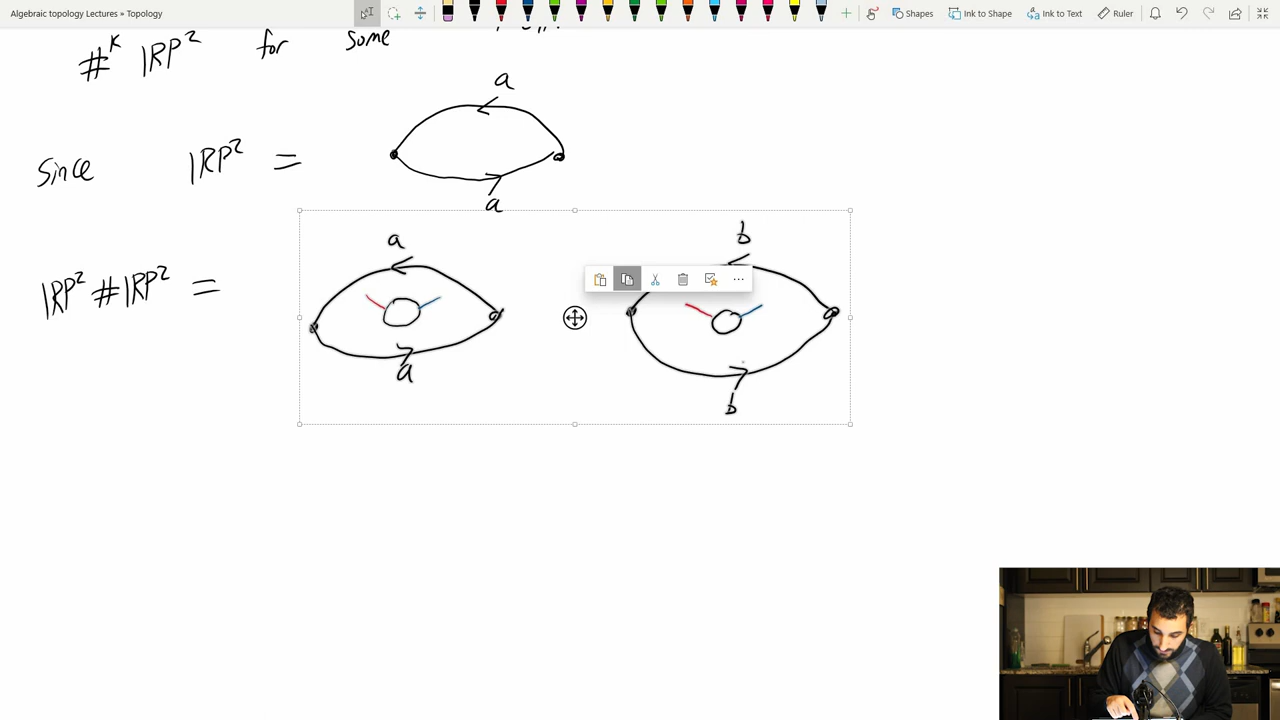 Algebraic topology Lectures » Topology
Shapes
Ink to Shape
Ink to Text
Ruler
#^k ℝP² for some
a
since ℝP² =
a
a
b
ℝP² # ℝP² =
a
b